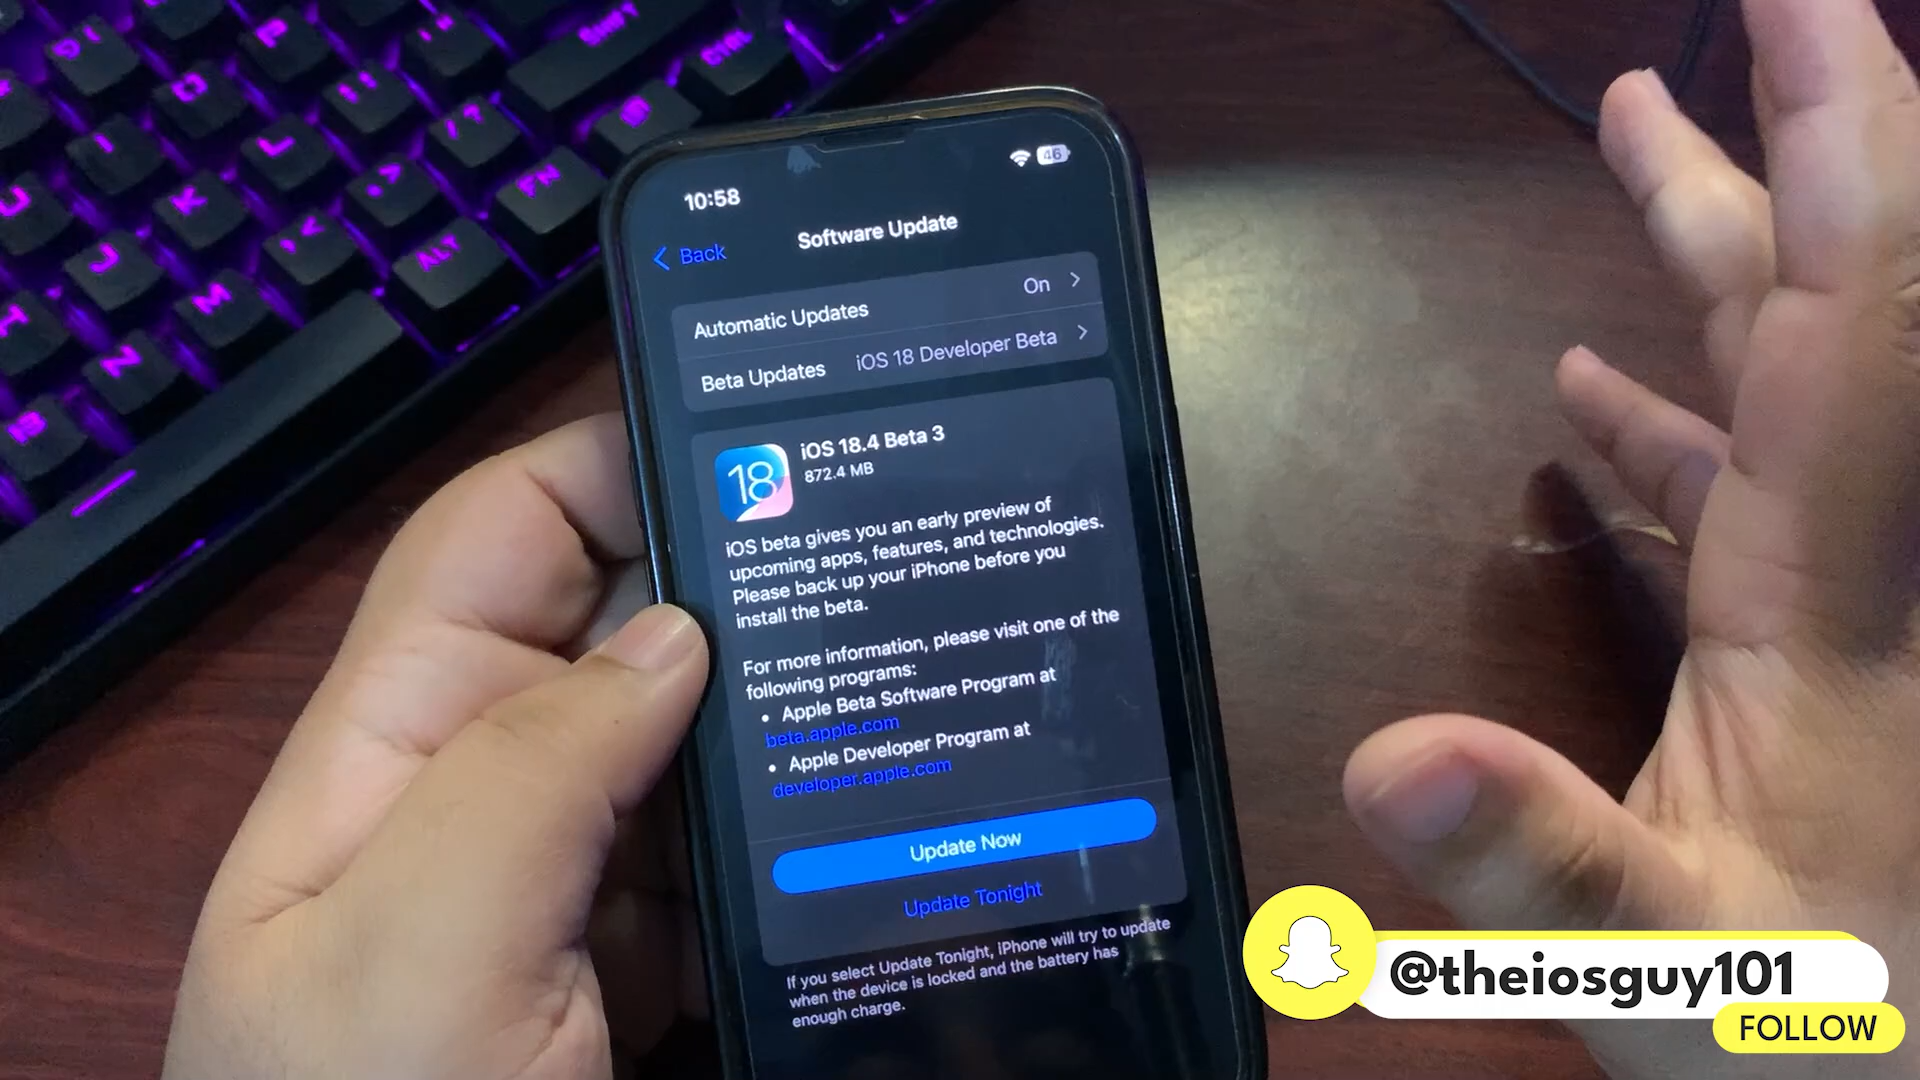 P
SHIFT
CTRL
O
L
K
FN
ALT
J
M
N
10:58
46
Back
Software Update
Automatic Updates
On
Beta Updates
iOS 18 Developer Beta
18
iOS 18.4 Beta 3
872.4 MB
iOS beta gives you an early preview of
upcoming apps, features, and technologies.
Please back up your iPhone before you
install the beta.
For more information, please visit one of the
following programs:
• Apple Beta Software Program at
beta.apple.com
• Apple Developer Program at
developer.apple.com
Update Now
Update Tonight
If you select Update Tonight, iPhone will try to update
when the device is locked and the battery has
enough charge.
@theiosguy101
FOLLOW